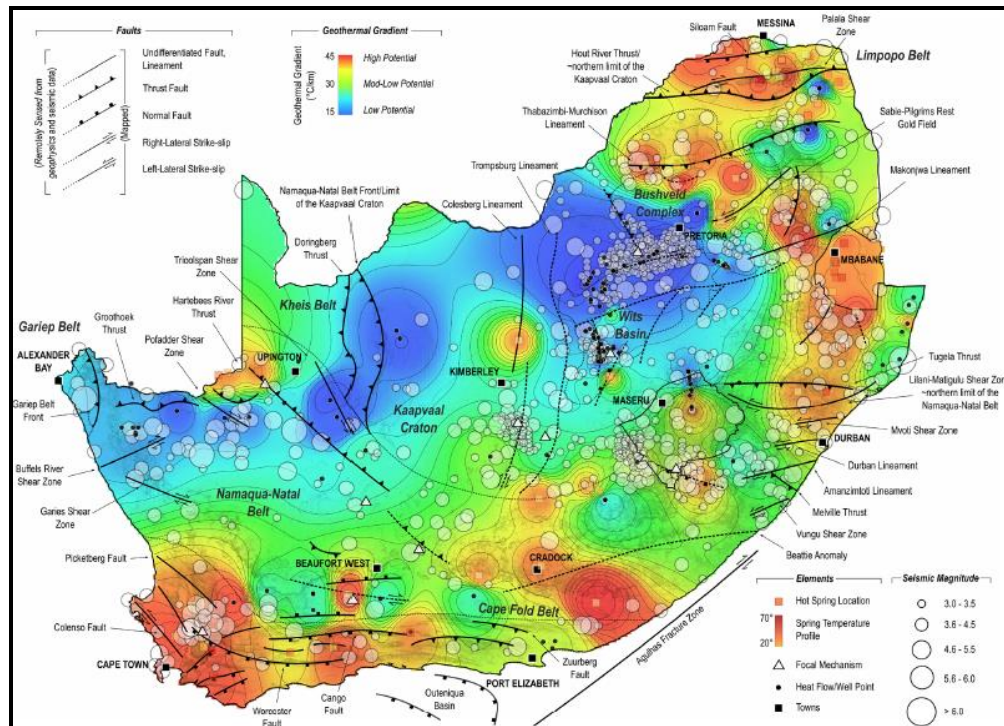 Faults
(Remotely Sensed from
geophysics and seismic data)
(Mapped)
Undifferentiated Fault,
Lineament
Thrust Fault
Normal Fault
Right-Lateral Strike-slip
Left-Lateral Strike-slip
Geothermal Gradient
Geothermal Gradient
(°C/km)
45
30
15
High Potential
Mod-Low Potential
Low Potential
Siloam Fault
MESSINA
Palala Shear
Zone
Limpopo Belt
Hout River Thrust/
~northern limit of the
Kaapvaal Craton
Thabazimbi-Murchison
Lineament
Sabie-Pilgrims Rest
Gold Field
Trompsburg Lineament
Makonjwa Lineament
Namaqua-Natal Belt Front/Limit
of the Kaapvaal Craton
Colesberg Lineament
Bushveld
Complex
PRETORIA
Doringberg
Thrust
MBABANE
Trioolspan Shear
Zone
Kheis Belt
Hartebees River
Thrust
Wits
Basin
Gariep Belt
Groothoek
Thrust
Pofadder Shear
Zone
UPINGTON
ALEXANDER
BAY
KIMBERLEY
Tugela Thrust
MASERU
Lilani-Matigulu Shear Zon
~northern limit of the
Namaqua-Natal Belt
Gariep Belt
Front
Kaapvaal
Craton
Mvoti Shear Zone
DURBAN
Buffels River
Shear Zone
Durban Lineament
Namaqua-Natal
Belt
Amanzimtoti Lineament
Garies Shear
Zone
Melville Thrust
Vungu Shear Zone
Picketberg Fault
Beattie Anomaly
BEAUFORT WEST
CRADOCK
Cape Fold Belt
Colenso Fault
CAPE TOWN
Agulhas Fracture Zone
Zuurberg
Fault
PORT ELIZABETH
Worcester
Fault
Cango
Fault
Outeniqua
Basin
Elements
Hot Spring Location
70°
20°
Spring Temperature
Profile
Focal Mechanism
Heat Flow/Well Point
Towns
Seismic Magnitude
3.0 - 3.5
3.6 - 4.5
4.6 - 5.5
5.6 - 6.0
> 6.0